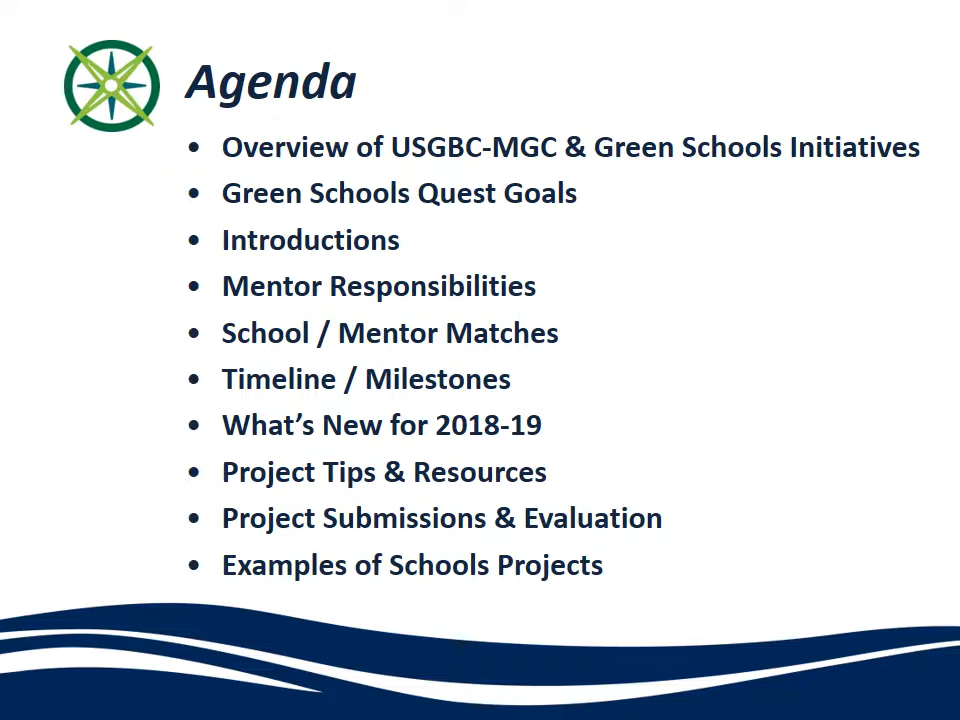 Agenda
• Overview of USGBC-MGC & Green Schools Initiatives
• Green Schools Quest Goals
• Introductions
• Mentor Responsibilities
• School / Mentor Matches
• Timeline / Milestones
• What’s New for 2018-19
• Project Tips & Resources
• Project Submissions & Evaluation
• Examples of Schools Projects